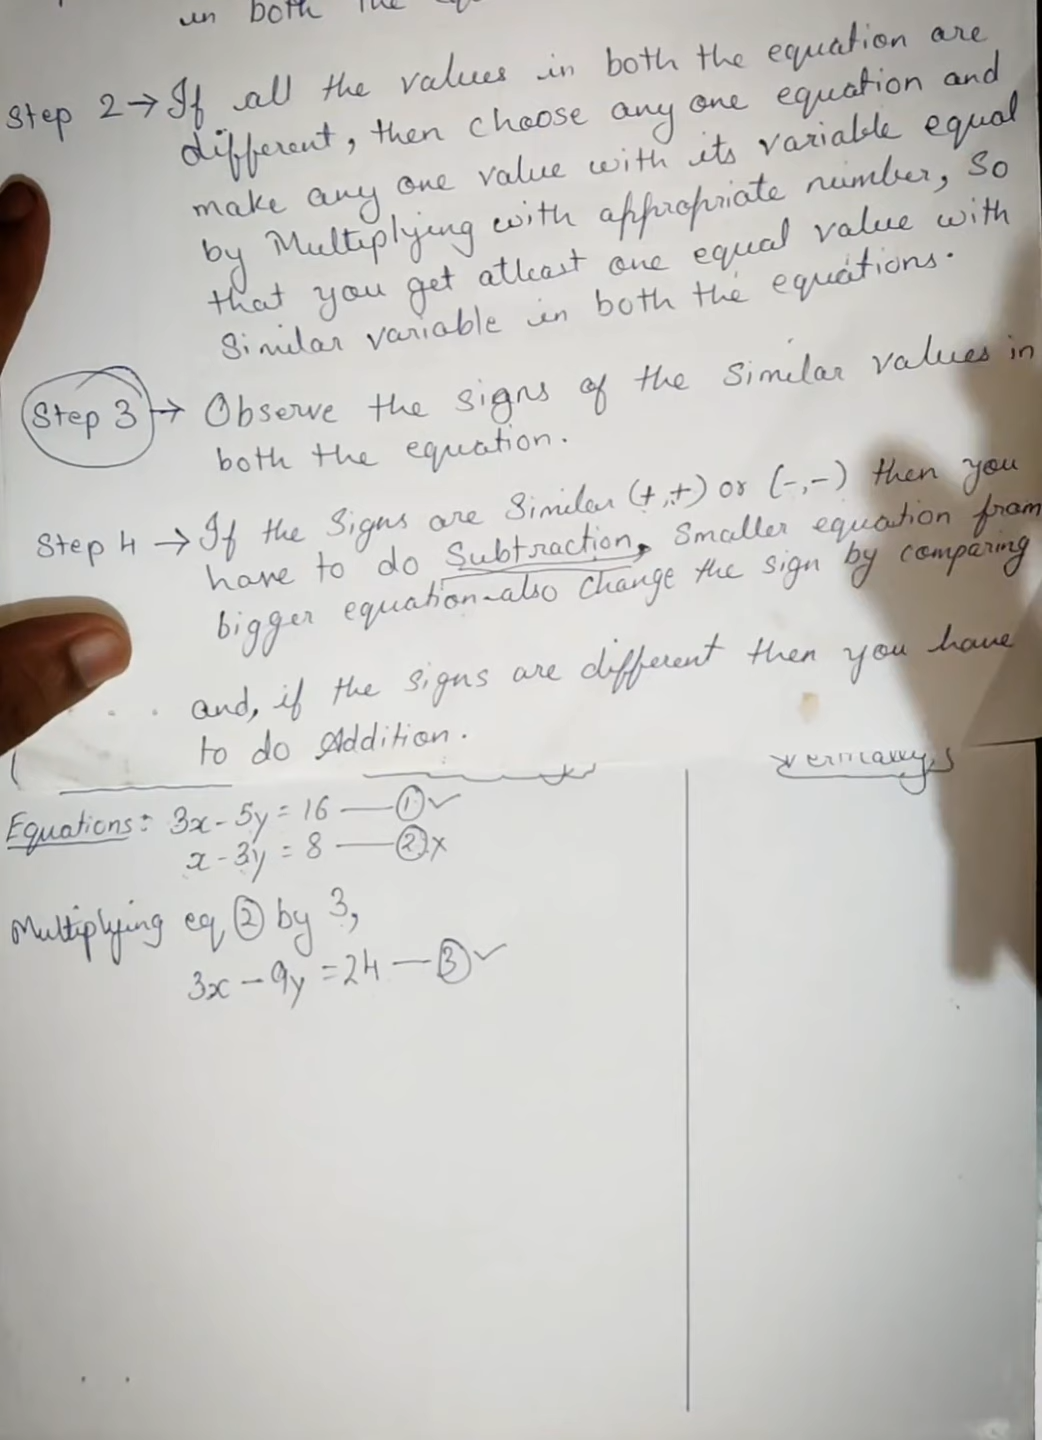 in both the
Step 2 → If all the values in both the equation are
different, then choose any one equation and
make any one value with its variable equal
by Multiplying with appropriate number, So
that you get atleast one equal value with
Similar variable in both the equations.
Step 3 → Observe the signs of the Similar values in
both the equation.
Step 4 → If the Signs are Similar (+,+) or (-,-) then you
have to do Subtraction, Smaller equation from
bigger equation also change the sign by comparing
and, if the signs are different then you have
to do Addition.
Equations: 3x - 5y = 16 — ① ✓
x - 3y = 8 — ② x
Multiplying eq ② by 3,
3x - 9y = 24 — ③ ✓